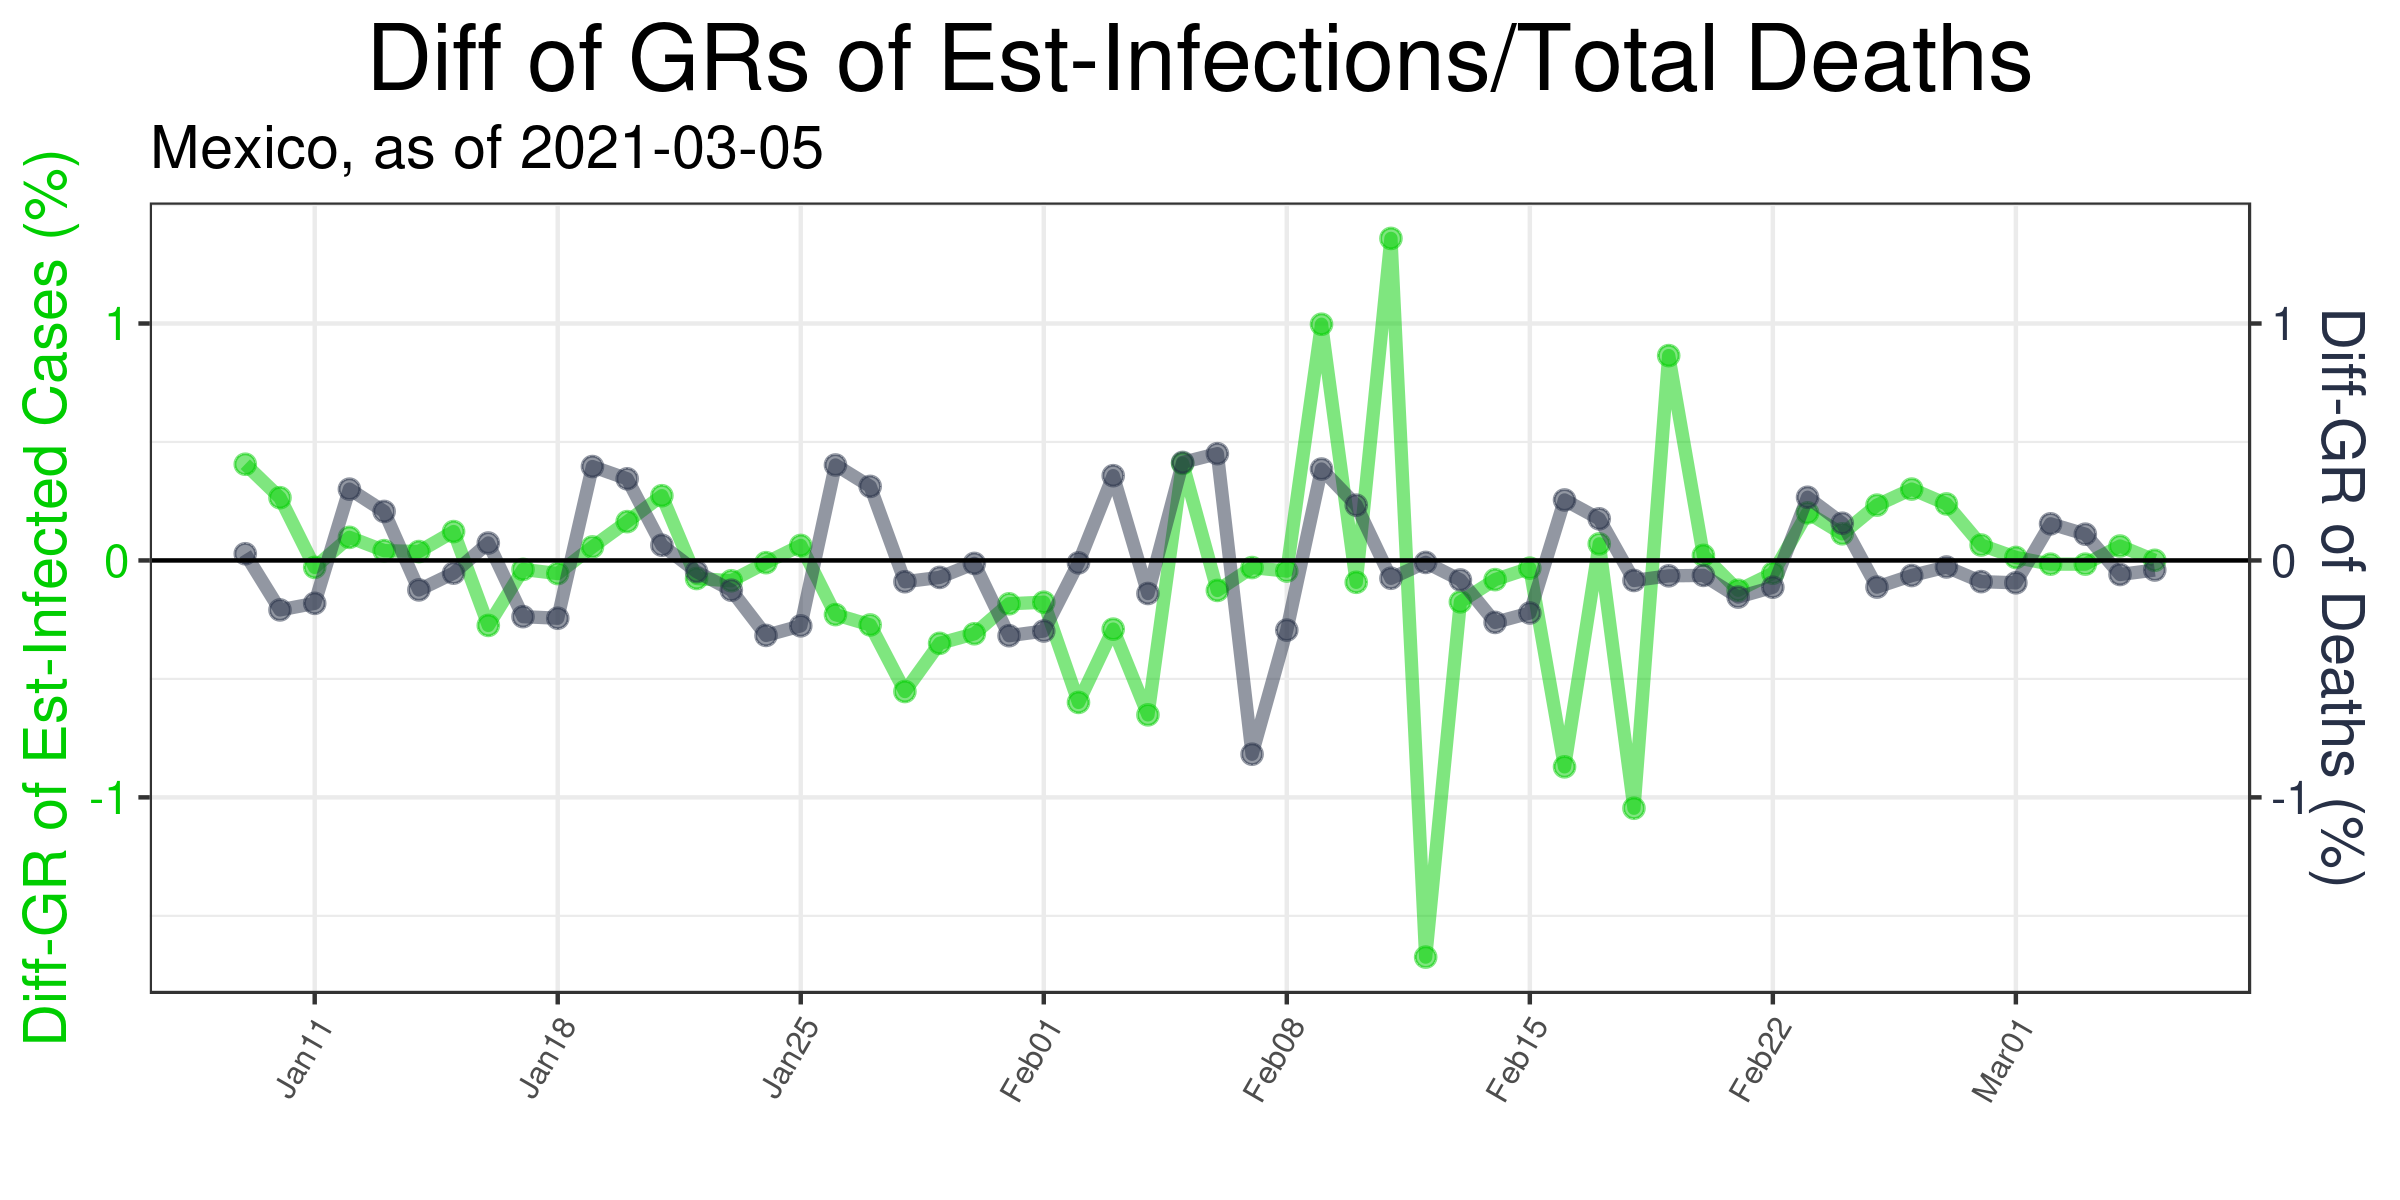 Diff of GRs of Est-Infections/Total Deaths
Mexico, as of 2021-03-05
Diff-GR of Est-Infected Cases (%)
1
0
-1
1
0
-1
Diff-GR of Deaths (%)
Jan11
Jan18
Jan25
Feb01
Feb08
Feb15
Feb22
Mar01